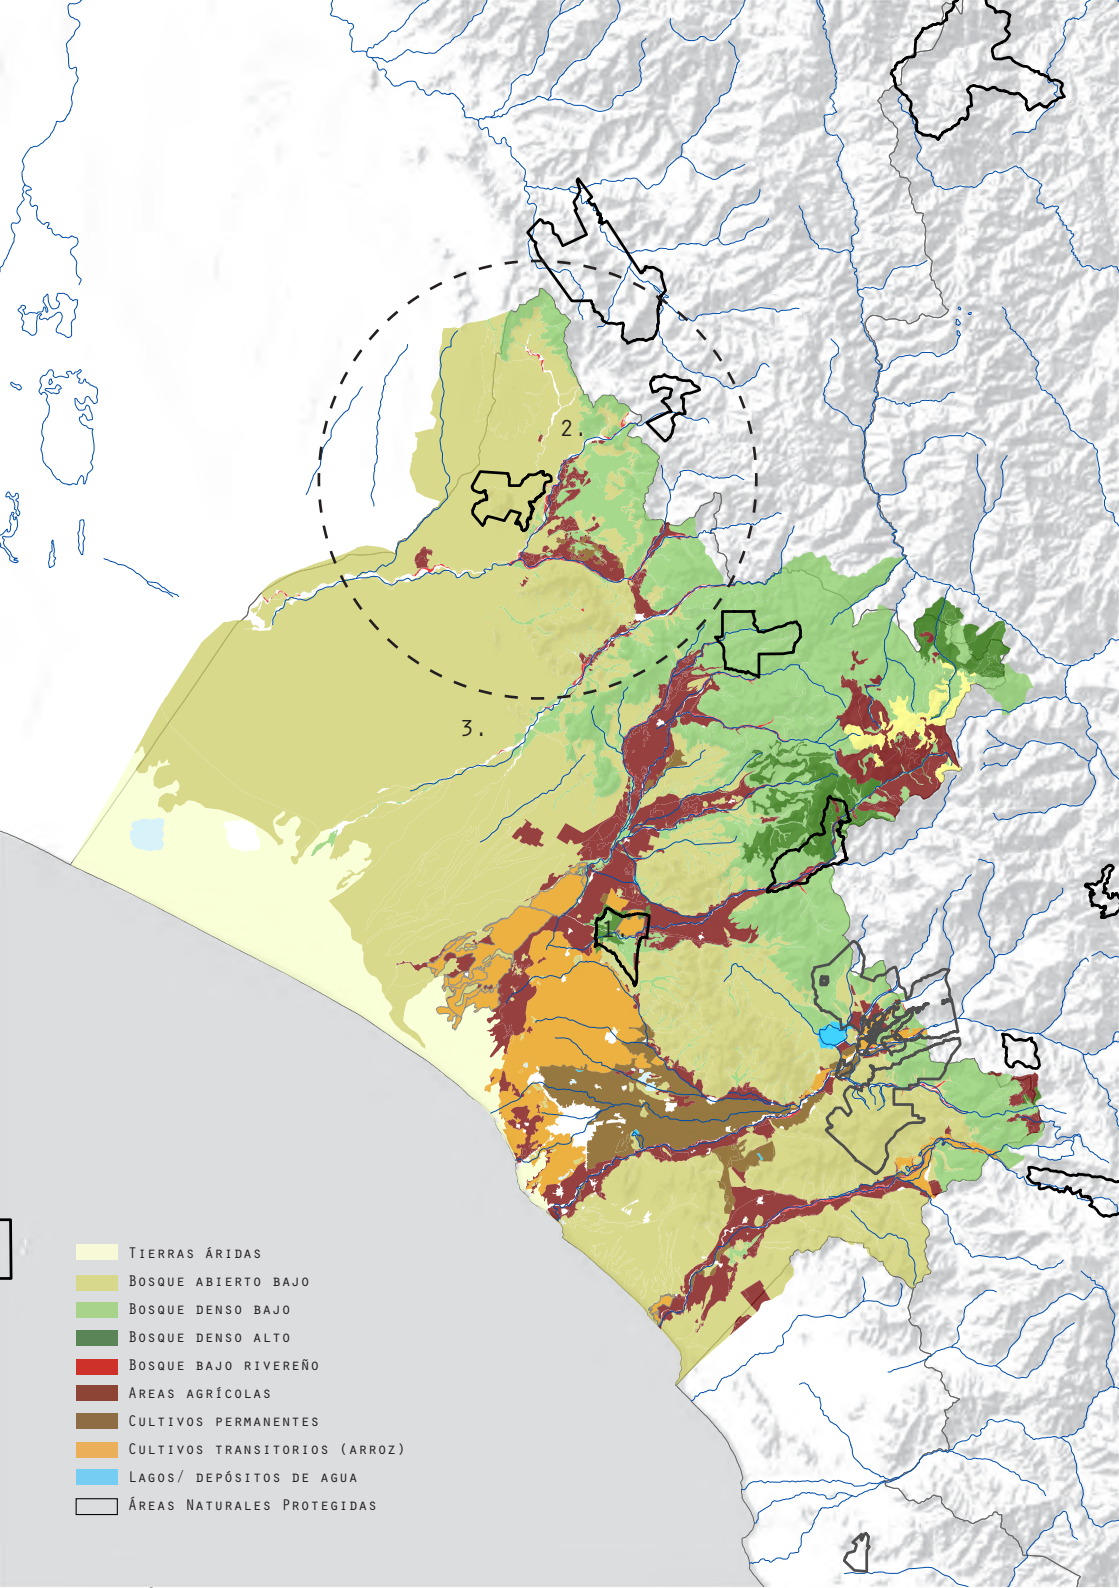 2.
3.
1.
Tierras Áridas
Bosque abierto bajo
Bosque denso bajo
Bosque denso alto
Bosque bajo rivereño
Areas agrícolas
Cultivos permanentes
Cultivos transitorios (arroz)
Lagos/ depósitos de agua
Áreas Naturales Protegidas